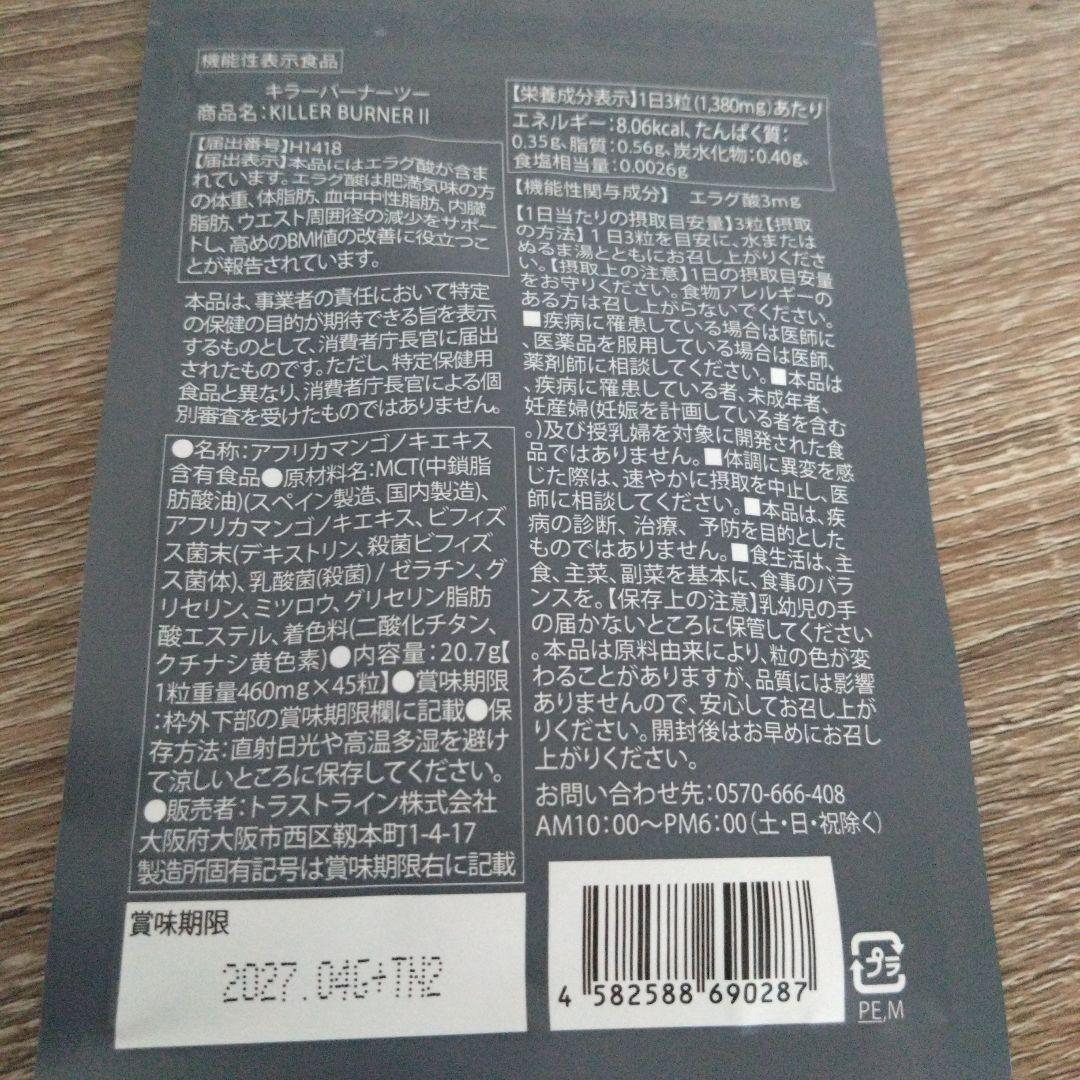 機能性表示食品
キラーバーナーツー
商品名:KILLER BURNERⅡ
【届出番号】H1418
【届出表示】本品にはエラグ酸が含ま
れています。エラグ酸は肥満気味の方
の体重、体脂肪、血中中性脂肪、内臓
脂肪、ウエスト周囲径の減少をサポー
トし、高めのBMI値の改善に役立つこ
とが報告されています。
本品は、事業者の責任において特定
の保健の目的が期待できる旨を表示
するものとして、消費者庁長官に届出
されたものです。ただし、特定保健用
食品と異なり、消費者庁長官による個
別審査を受けたものではありません。
●名称:アフリカマンゴノキエキス
含有食品●原材料名:MCT(中鎖脂
肪酸油)(スペイン製造、国内製造)、
アフリカマンゴノキエキス、ビフィズ
ス菌末(デキストリン、殺菌ビフィズ
ス菌体)、乳酸菌(殺菌) / ゼラチン、グ
リセリン、ミツロウ、グリセリン脂肪
酸エステル、着色料(二酸化チタン、
クチナシ黄色素)●内容量:20.7g【
1粒重量460mg×45粒】●賞味期限
:枠外下部の賞味期限欄に記載●保
存方法:直射日光や高温多湿を避け
て涼しいところに保存してください。
●販売者:トラストライン株式会社
大阪府大阪市西区靱本町1-4-17
製造所固有記号は賞味期限右に記載
賞味期限
2027.04G+TN2
【栄養成分表示】1日3粒(1,380mg)あたり
エネルギー:8.06kcal、たんぱく質:
0.35g、脂質:0.56g、炭水化物:0.40g、
食塩相当量:0.0026g
【機能性関与成分】 エラグ酸3mg
【1日当たりの摂取目安量】3粒【摂取
の方法】1日3粒を目安に、水または
ぬるま湯とともにお召し上がりくださ
い。【摂取上の注意】1日の摂取目安量
をお守りください。食物アレルギーの
ある方は召し上がらないでください。
■疾病に罹患している場合は医師に
、医薬品を服用している場合は医師、
薬剤師に相談してください。■本品は
、疾病に罹患している者、未成年者、
妊産婦(妊娠を計画している者を含む
。)及び授乳婦を対象に開発された食
品ではありません。■体調に異変を感
じた際は、速やかに摂取を中止し、医
師に相談してください。■本品は、疾
病の診断、治療、予防を目的とした
ものではありません。■食生活は、主
食、主菜、副菜を基本に、食事のバラ
ンスを。【保存上の注意】乳幼児の手
の届かないところに保管してください
。本品は原料由来により、粒の色が変
わることがありますが、品質には影響
ありませんので、安心してお召し上が
りください。開封後はお早めにお召し
上がりください。
お問い合わせ先:0570-666-408
AM10:00～PM6:00(土・日・祝除く)
4 582588 690287
プラ
PE,M